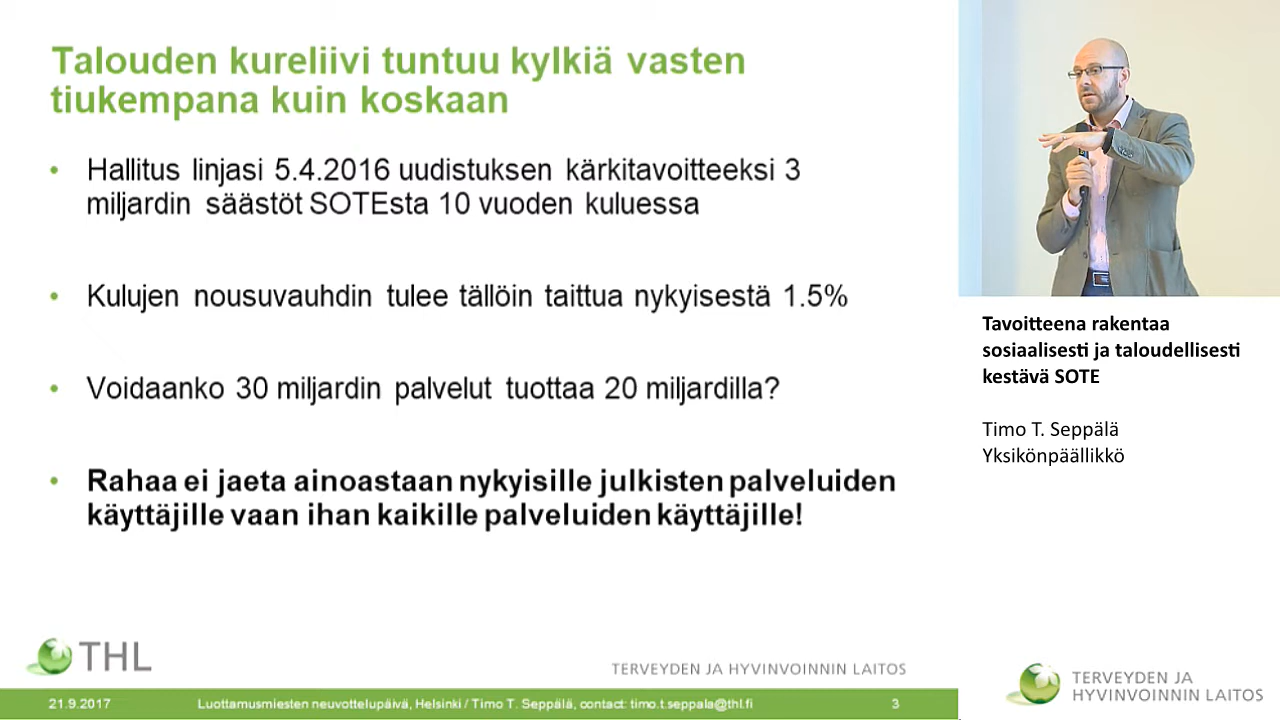 Talouden kureliivi tuntuu kylkiä vasten
tiukempana kuin koskaan
• Hallitus linjasi 5.4.2016 uudistuksen kärkitavoitteeksi 3
miljardin säästöt SOTEsta 10 vuoden kuluessa
• Kulujen nousuvauhdin tulee tällöin taittua nykyisestä 1.5%
• Voidaanko 30 miljardin palvelut tuottaa 20 miljardilla?
• Rahaa ei jaeta ainoastaan nykyisille julkisten palveluiden
käyttäjille vaan ihan kaikille palveluiden käyttäjille!
THL
TERVEYDEN JA HYVINVOINNIN LAITOS
21.9.2017 Luottamusmiesten neuvottelupäivä, Helsinki / Timo T. Seppälä, contact: timo.t.seppala@thl.fi 3
Tavoitteena rakentaa
sosiaalisesti ja taloudellisesti
kestävä SOTE
Timo T. Seppälä
Yksikönpäällikkö
TERVEYDEN JA
HYVINVOINNIN LAITOS